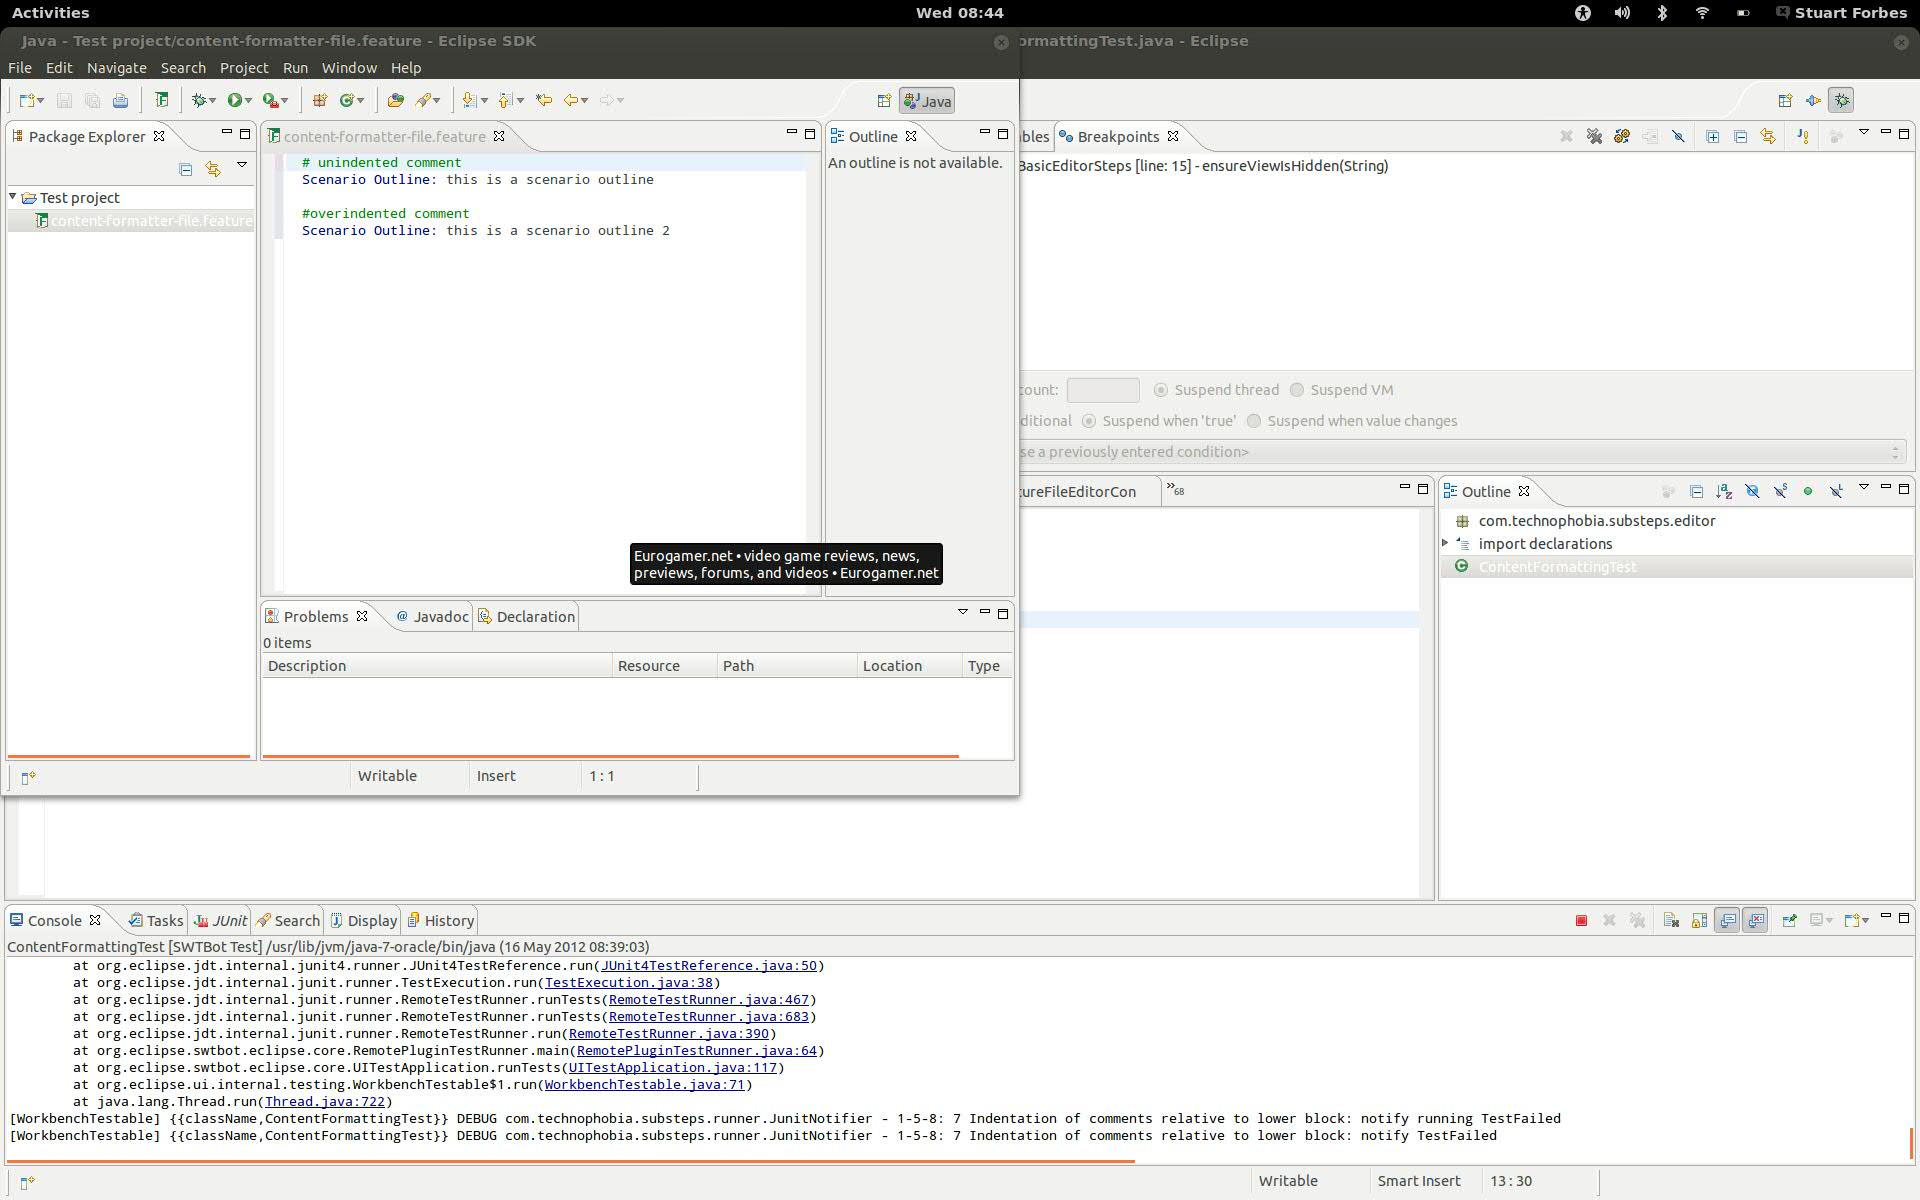 Activities
Wed 08:44
Stuart Forbes
Java - Test project/content-formatter-file.feature - Eclipse SDK
ormattingTest.java - Eclipse
File Edit Navigate Search Project Run Window Help
Java
Package Explorer
content-formatter-file.feature
Outline
bles
Breakpoints
# unindented comment
An outline is not available.
BasicEditorSteps [line: 15] - ensureViewIsHidden(String)
Scenario Outline: this is a scenario outline
Test project
content-formatter-file.feature
#overindented comment
Scenario Outline: this is a scenario outline 2
ount:
Suspend thread
Suspend VM
ditional
Suspend when 'true'
Suspend when value changes
se a previously entered condition>
ureFileEditorCon
»68
Outline
com.technophobia.substeps.editor
import declarations
ContentFormattingTest
Eurogamer.net • video game reviews, news,
previews, forums, and videos • Eurogamer.net
Problems
@ Javadoc
Declaration
0 items
Description Resource Path Location Type
Writable Insert 1 : 1
Console Tasks JUnit Search Display History
ContentFormattingTest [SWTBot Test] /usr/lib/jvm/java-7-oracle/bin/java (16 May 2012 08:39:03)
at org.eclipse.jdt.internal.junit4.runner.JUnit4TestReference.run(JUnit4TestReference.java:50)
at org.eclipse.jdt.internal.junit.runner.TestExecution.run(TestExecution.java:38)
at org.eclipse.jdt.internal.junit.runner.RemoteTestRunner.runTests(RemoteTestRunner.java:467)
at org.eclipse.jdt.internal.junit.runner.RemoteTestRunner.runTests(RemoteTestRunner.java:683)
at org.eclipse.jdt.internal.junit.runner.RemoteTestRunner.run(RemoteTestRunner.java:390)
at org.eclipse.swtbot.eclipse.core.RemotePluginTestRunner.main(RemotePluginTestRunner.java:64)
at org.eclipse.swtbot.eclipse.core.UITestApplication.runTests(UITestApplication.java:117)
at org.eclipse.ui.internal.testing.WorkbenchTestable$1.run(WorkbenchTestable.java:71)
at java.lang.Thread.run(Thread.java:722)
[WorkbenchTestable] {{className,ContentFormattingTest}} DEBUG com.technophobia.substeps.runner.JunitNotifier - 1-5-8: 7 Indentation of comments relative to lower block: notify running TestFailed
[WorkbenchTestable] {{className,ContentFormattingTest}} DEBUG com.technophobia.substeps.runner.JunitNotifier - 1-5-8: 7 Indentation of comments relative to lower block: notify TestFailed
Writable Smart Insert 13 : 30